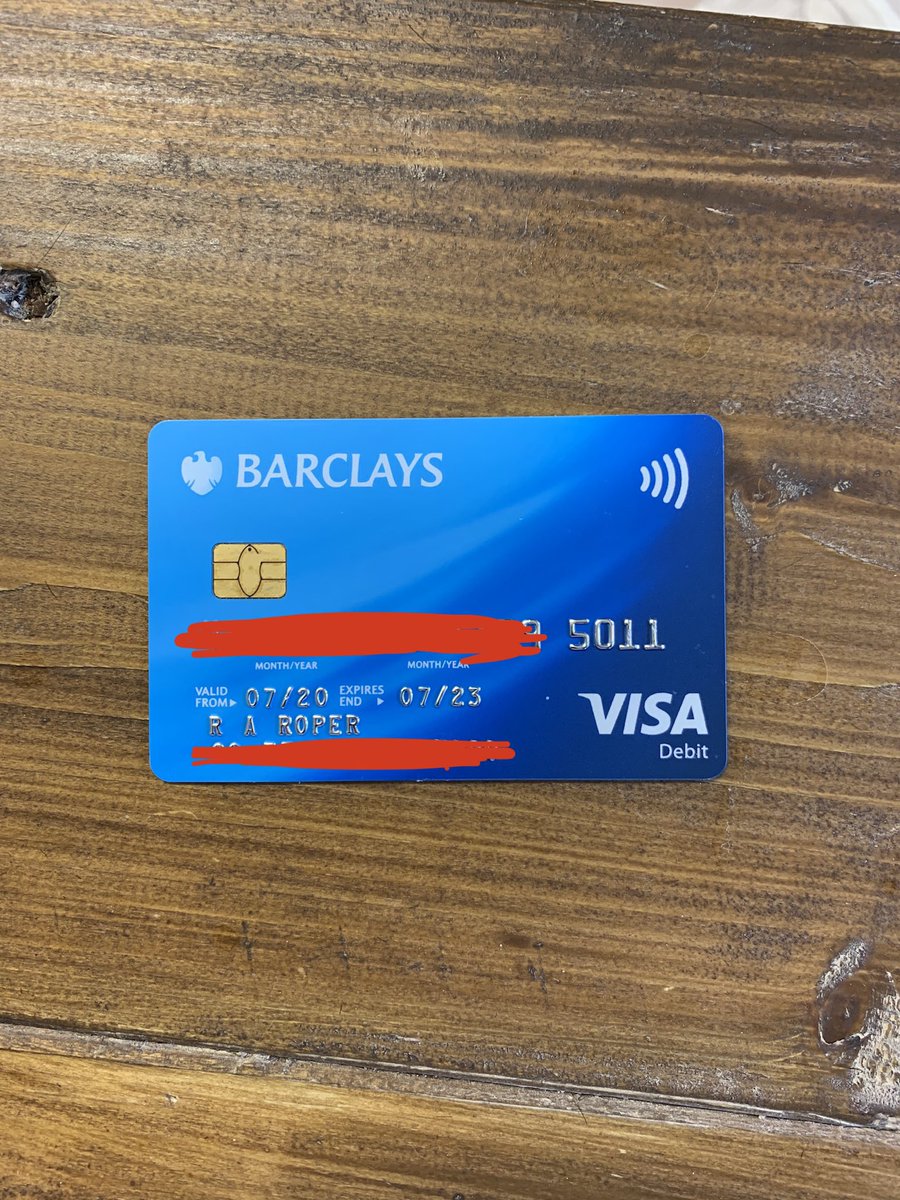 BARCLAYS
5011
MONTH/YEAR MONTH/YEAR
VALID FROM 07/20 EXPIRES END 07/23
R A ROPER
VISA
Debit